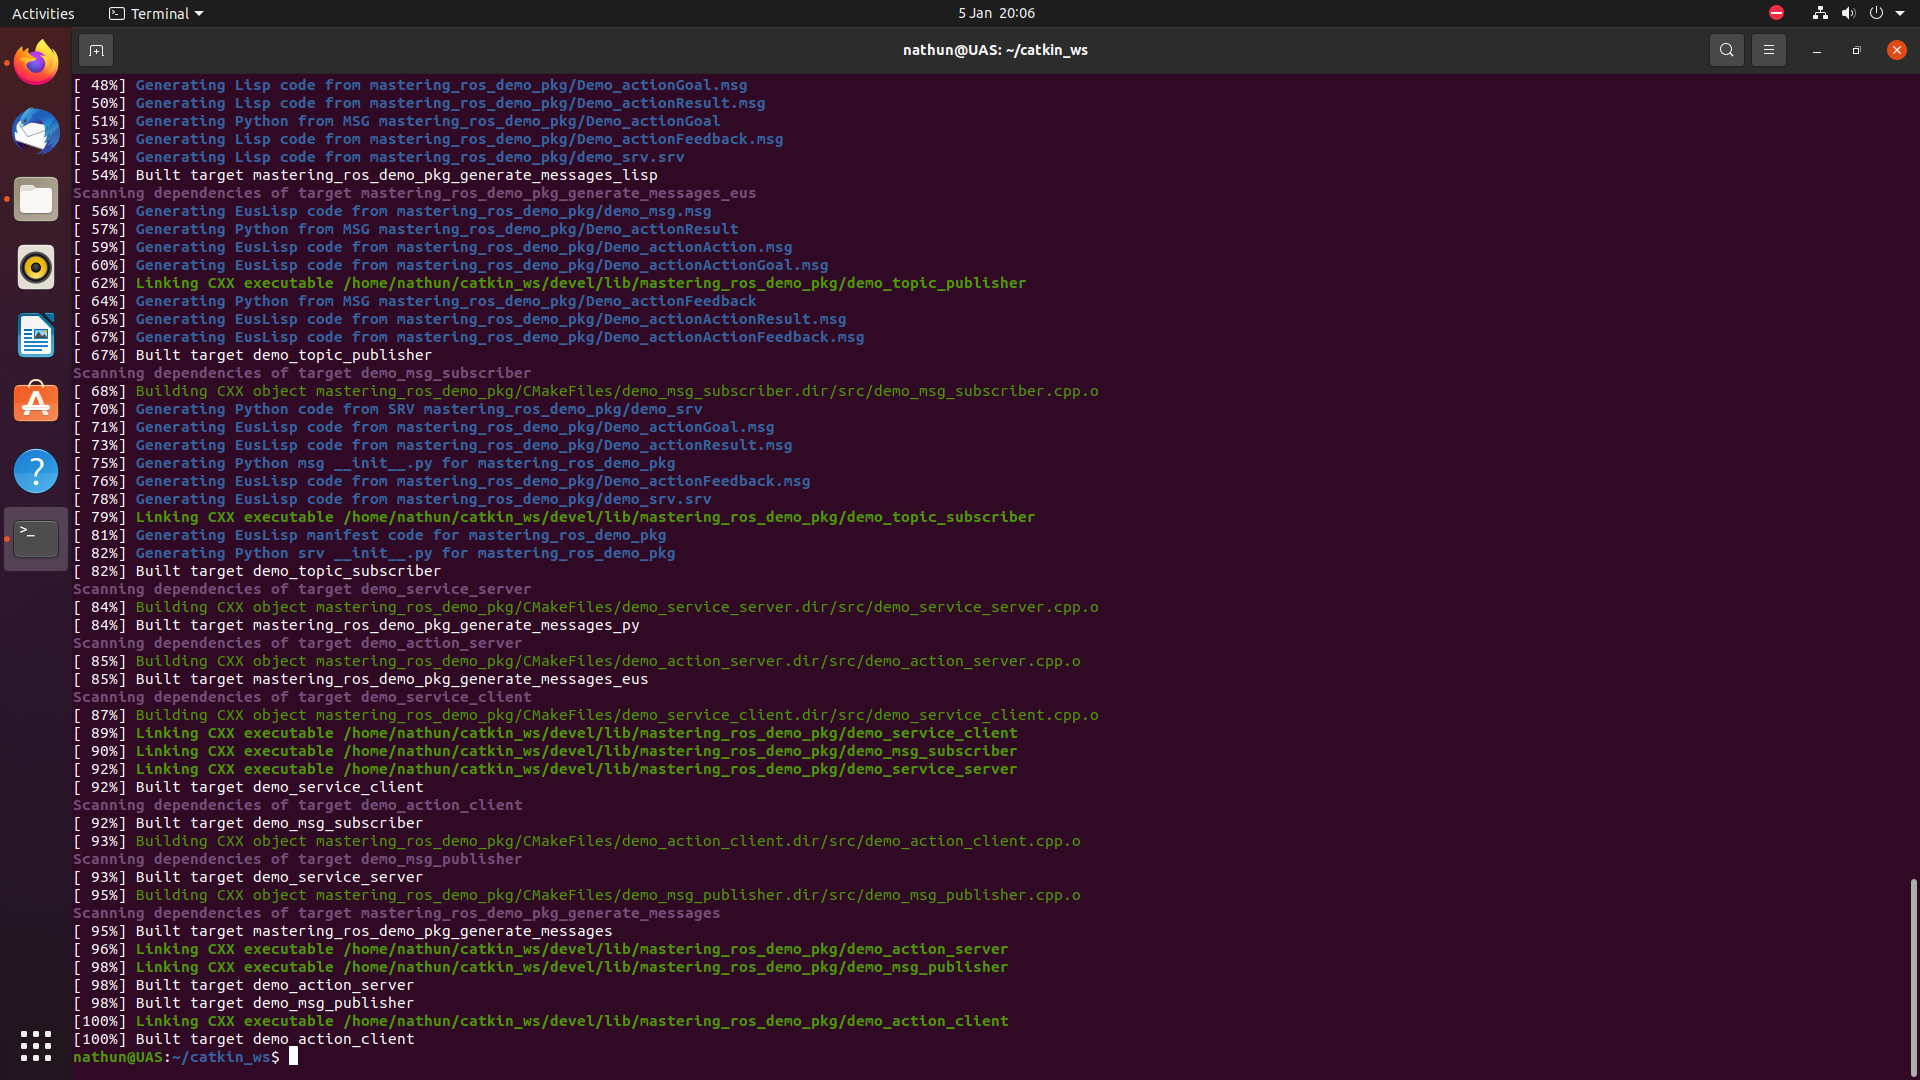 Activities
Terminal
5 Jan 20:06
nathun@UAS: ~/catkin_ws
[ 48%] Generating Lisp code from mastering_ros_demo_pkg/Demo_actionGoal.msg
[ 50%] Generating Lisp code from mastering_ros_demo_pkg/Demo_actionResult.msg
[ 51%] Generating Python from MSG mastering_ros_demo_pkg/Demo_actionGoal
[ 53%] Generating Lisp code from mastering_ros_demo_pkg/Demo_actionFeedback.msg
[ 54%] Generating Lisp code from mastering_ros_demo_pkg/demo_srv.srv
[ 54%] Built target mastering_ros_demo_pkg_generate_messages_lisp
Scanning dependencies of target mastering_ros_demo_pkg_generate_messages_eus
[ 56%] Generating EusLisp code from mastering_ros_demo_pkg/demo_msg.msg
[ 57%] Generating Python from MSG mastering_ros_demo_pkg/Demo_actionResult
[ 59%] Generating EusLisp code from mastering_ros_demo_pkg/Demo_actionAction.msg
[ 60%] Generating EusLisp code from mastering_ros_demo_pkg/Demo_actionActionGoal.msg
[ 62%] Linking CXX executable /home/nathun/catkin_ws/devel/lib/mastering_ros_demo_pkg/demo_topic_publisher
[ 64%] Generating Python from MSG mastering_ros_demo_pkg/Demo_actionFeedback
[ 65%] Generating EusLisp code from mastering_ros_demo_pkg/Demo_actionActionResult.msg
[ 67%] Generating EusLisp code from mastering_ros_demo_pkg/Demo_actionActionFeedback.msg
[ 67%] Built target demo_topic_publisher
Scanning dependencies of target demo_msg_subscriber
[ 68%] Building CXX object mastering_ros_demo_pkg/CMakeFiles/demo_msg_subscriber.dir/src/demo_msg_subscriber.cpp.o
[ 70%] Generating Python code from SRV mastering_ros_demo_pkg/demo_srv
[ 71%] Generating EusLisp code from mastering_ros_demo_pkg/Demo_actionGoal.msg
[ 73%] Generating EusLisp code from mastering_ros_demo_pkg/Demo_actionResult.msg
[ 75%] Generating Python msg __init__.py for mastering_ros_demo_pkg
[ 76%] Generating EusLisp code from mastering_ros_demo_pkg/Demo_actionFeedback.msg
[ 78%] Generating EusLisp code from mastering_ros_demo_pkg/demo_srv.srv
[ 79%] Linking CXX executable /home/nathun/catkin_ws/devel/lib/mastering_ros_demo_pkg/demo_topic_subscriber
[ 81%] Generating EusLisp manifest code for mastering_ros_demo_pkg
[ 82%] Generating Python srv __init__.py for mastering_ros_demo_pkg
[ 82%] Built target demo_topic_subscriber
Scanning dependencies of target demo_service_server
[ 84%] Building CXX object mastering_ros_demo_pkg/CMakeFiles/demo_service_server.dir/src/demo_service_server.cpp.o
[ 84%] Built target mastering_ros_demo_pkg_generate_messages_py
Scanning dependencies of target demo_action_server
[ 85%] Building CXX object mastering_ros_demo_pkg/CMakeFiles/demo_action_server.dir/src/demo_action_server.cpp.o
[ 85%] Built target mastering_ros_demo_pkg_generate_messages_eus
Scanning dependencies of target demo_service_client
[ 87%] Building CXX object mastering_ros_demo_pkg/CMakeFiles/demo_service_client.dir/src/demo_service_client.cpp.o
[ 89%] Linking CXX executable /home/nathun/catkin_ws/devel/lib/mastering_ros_demo_pkg/demo_service_client
[ 90%] Linking CXX executable /home/nathun/catkin_ws/devel/lib/mastering_ros_demo_pkg/demo_msg_subscriber
[ 92%] Linking CXX executable /home/nathun/catkin_ws/devel/lib/mastering_ros_demo_pkg/demo_service_server
[ 92%] Built target demo_service_client
Scanning dependencies of target demo_action_client
[ 92%] Built target demo_msg_subscriber
[ 93%] Building CXX object mastering_ros_demo_pkg/CMakeFiles/demo_action_client.dir/src/demo_action_client.cpp.o
Scanning dependencies of target demo_msg_publisher
[ 93%] Built target demo_service_server
[ 95%] Building CXX object mastering_ros_demo_pkg/CMakeFiles/demo_msg_publisher.dir/src/demo_msg_publisher.cpp.o
Scanning dependencies of target mastering_ros_demo_pkg_generate_messages
[ 95%] Built target mastering_ros_demo_pkg_generate_messages
[ 96%] Linking CXX executable /home/nathun/catkin_ws/devel/lib/mastering_ros_demo_pkg/demo_action_server
[ 98%] Linking CXX executable /home/nathun/catkin_ws/devel/lib/mastering_ros_demo_pkg/demo_msg_publisher
[ 98%] Built target demo_action_server
[ 98%] Built target demo_msg_publisher
[100%] Linking CXX executable /home/nathun/catkin_ws/devel/lib/mastering_ros_demo_pkg/demo_action_client
[100%] Built target demo_action_client
nathun@UAS:~/catkin_ws$